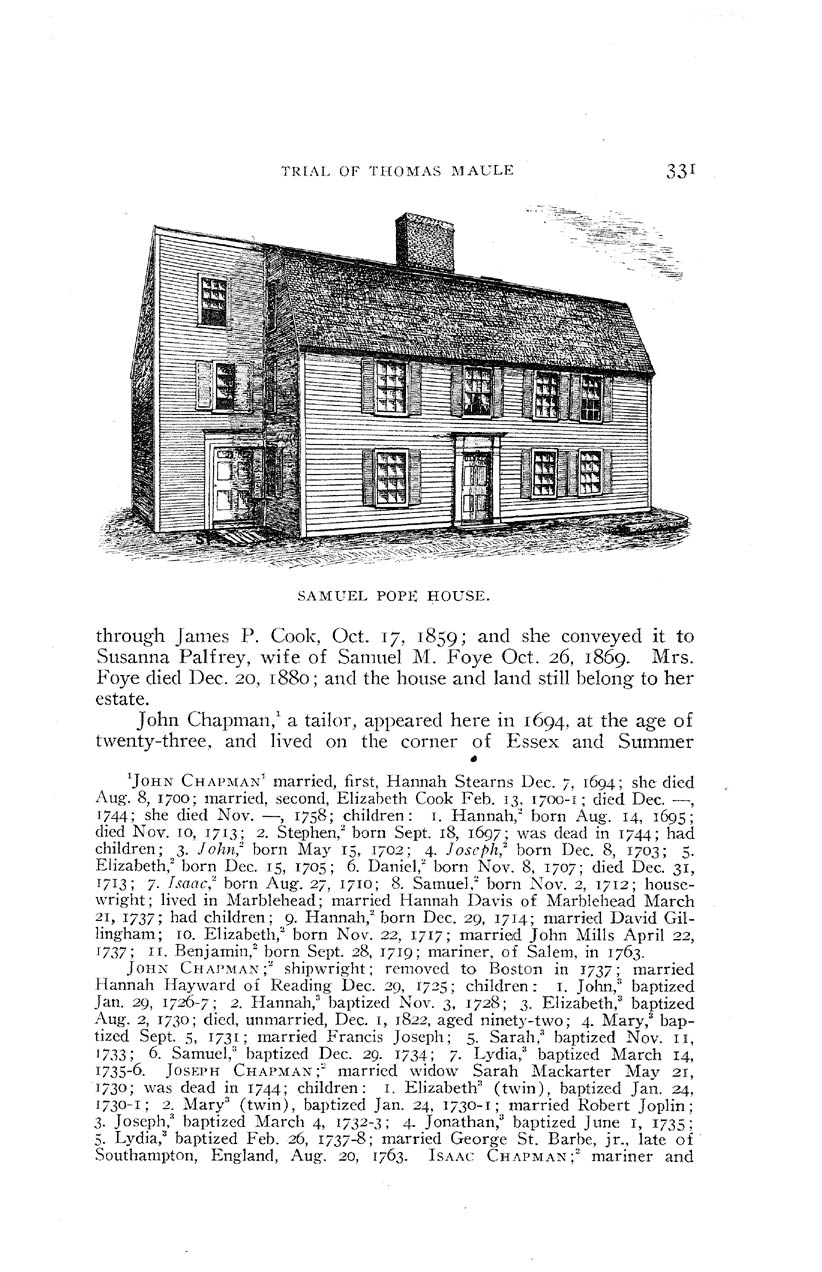 TRIAL OF THOMAS MAULE 331
SAMUEL POPE HOUSE.
through James P. Cook, Oct. 17, 1859; and she conveyed it to
Susanna Palfrey, wife of Samuel M. Foye Oct. 26, 1869. Mrs.
Foye died Dec. 20, 1880; and the house and land still belong to her
estate.
John Chapman,¹ a tailor, appeared here in 1694, at the age of
twenty-three, and lived on the corner of Essex and Summer
¹JOHN CHAPMAN¹ married, first, Hannah Stearns Dec. 7, 1694; she died
Aug. 8, 1700; married, second, Elizabeth Cook Feb. 13, 1700-1; died Dec. —,
1744; she died Nov. —, 1758; children: 1. Hannah,² born Aug. 14, 1695;
died Nov. 10, 1713; 2. Stephen,² born Sept. 18, 1697; was dead in 1744; had
children; 3. John,² born May 15, 1702; 4. Joseph,² born Dec. 8, 1703; 5.
Elizabeth,² born Dec. 15, 1705; 6. Daniel,² born Nov. 8, 1707; died Dec. 31,
1713; 7. Isaac,² born Aug. 27, 1710; 8. Samuel,² born Nov. 2, 1712; house-
wright; lived in Marblehead; married Hannah Davis of Marblehead March
21, 1737; had children; 9. Hannah,² born Dec. 29, 1714; married David Gil-
lingham; 10. Elizabeth,² born Nov. 22, 1717; married John Mills April 22,
1737; 11. Benjamin,² born Sept. 28, 1719; mariner, of Salem, in 1763.
JOHN CHAPMAN;² shipwright; removed to Boston in 1737; married
Hannah Hayward of Reading Dec. 29, 1725; children: 1. John,³ baptized
Jan. 29, 1726-7; 2. Hannah,³ baptized Nov. 3, 1728; 3. Elizabeth,³ baptized
Aug. 2, 1730; died, unmarried, Dec. 1, 1822, aged ninety-two; 4. Mary,³ bap-
tized Sept. 5, 1731; married Francis Joseph; 5. Sarah,³ baptized Nov. 11,
1733; 6. Samuel,³ baptized Dec. 29. 1734; 7. Lydia,³ baptized March 14,
1735-6. JOSEPH CHAPMAN;² married widow Sarah Mackarter May 21,
1730; was dead in 1744; children: 1. Elizabeth³ (twin), baptized Jan. 24,
1730-1; 2. Mary³ (twin), baptized Jan. 24, 1730-1; married Robert Joplin;
3. Joseph,³ baptized March 4, 1732-3; 4. Jonathan,³ baptized June 1, 1735;
5. Lydia,³ baptized Feb. 26, 1737-8; married George St. Barbe, jr., late of
Southampton, England, Aug. 20, 1763. ISAAC CHAPMAN;² mariner and